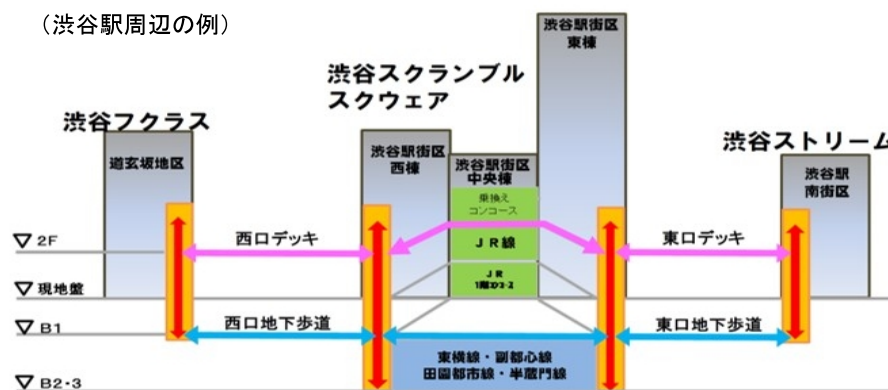 （渋谷駅周辺の例）
渋谷駅街区
東棟
渋谷スクランブル
スクウェア
渋谷フクラス
渋谷ストリーム
道玄坂地区
渋谷駅街区
西棟
渋谷駅街区
中央棟
渋谷駅
南街区
乗換え
コンコース
▽ 2F
西口デッキ
ＪＲ線
東口デッキ
ＪＲ
▽ 現地盤
▽ B1
西口地下歩道
東口地下歩道
東横線・副都心線
田園都市線・半蔵門線
▽ B2・3